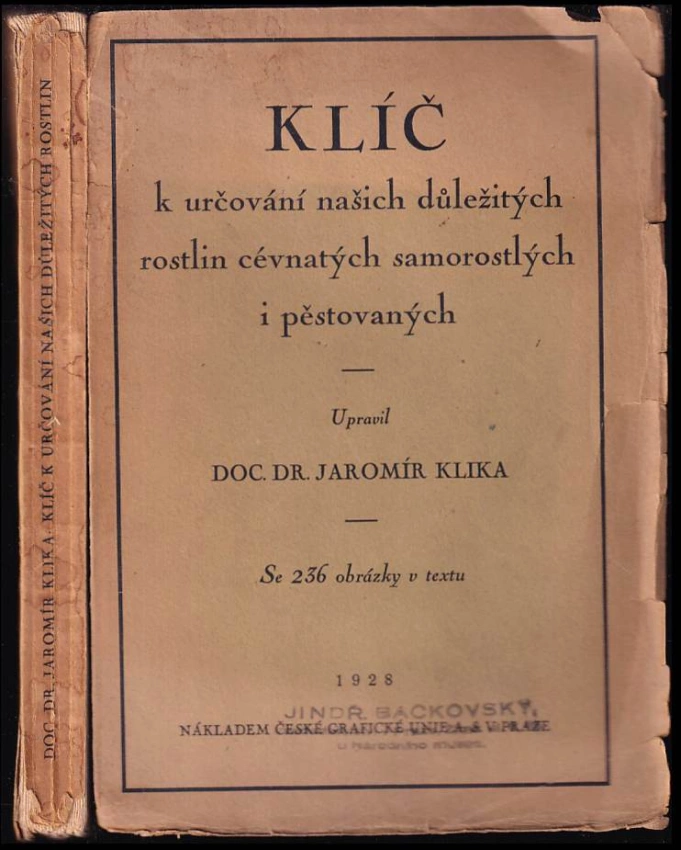 DOC. DR. JAROMÍR KLIKA: KLÍČ K URČOVÁNÍ NAŠICH DŮLEŽITÝCH ROSTLIN
KLÍČ
k určování našich důležitých
rostlin cévnatých samorostlých
i pěstovaných
Upravil
DOC. DR. JAROMÍR KLIKA
Se 236 obrázky v textu
1928
JINDŘ. BAČKOVSKÝ,
NÁKLADEM ČESKÉ GRAFICKÉ UNIE A. S. V PRAZE
u Národního musea.